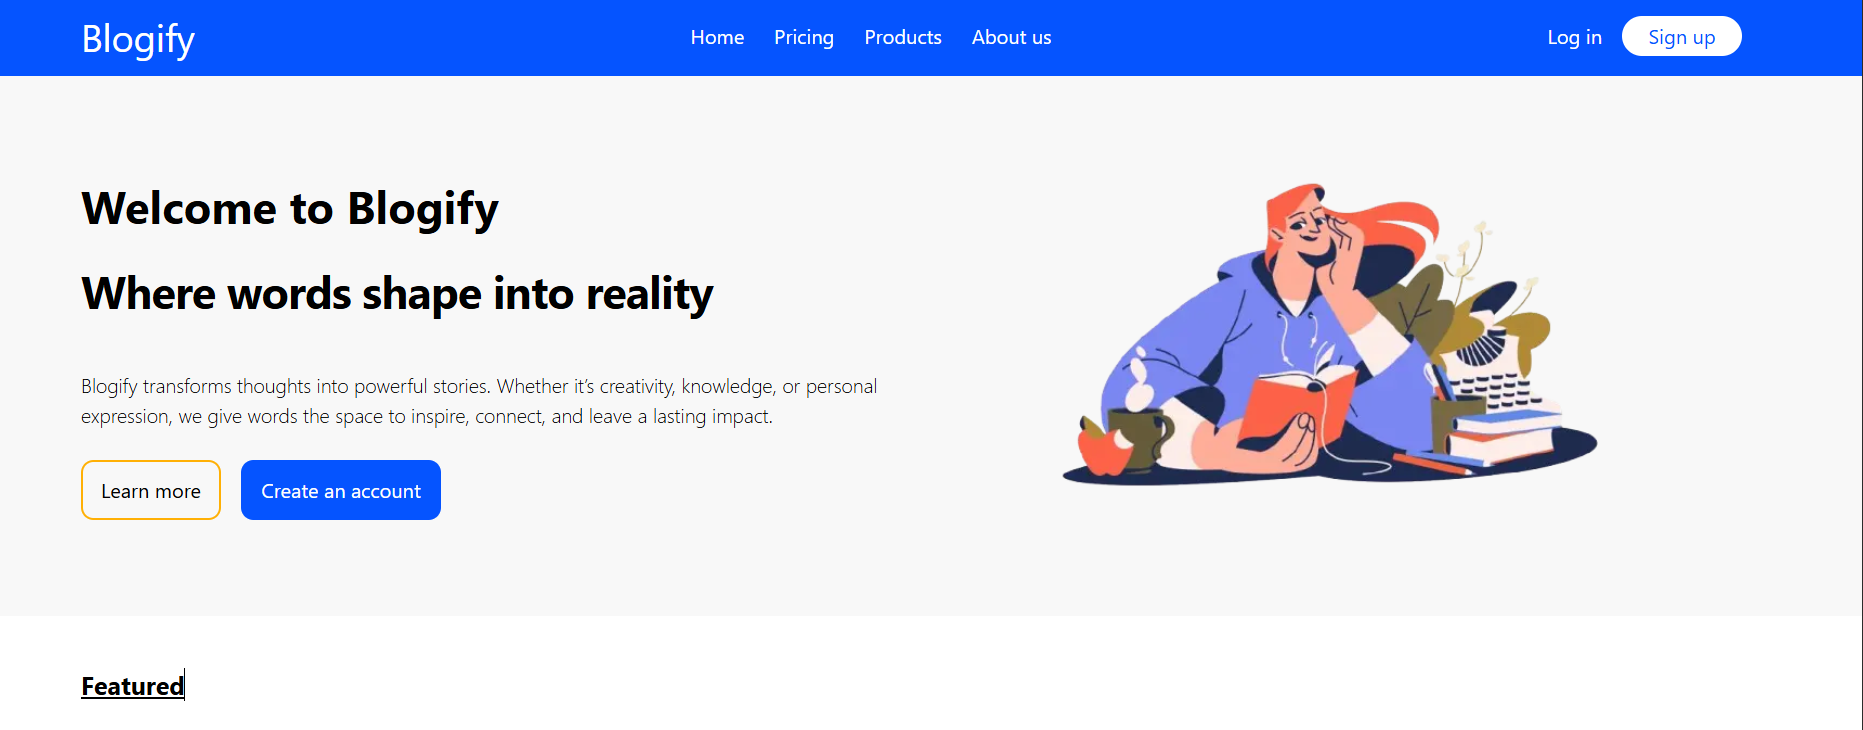 Blogify
Home Pricing Products About us
Log in Sign up
Welcome to Blogify
Where words shape into reality
Blogify transforms thoughts into powerful stories. Whether it’s creativity, knowledge, or personal
expression, we give words the space to inspire, connect, and leave a lasting impact.
Learn more Create an account
Featured